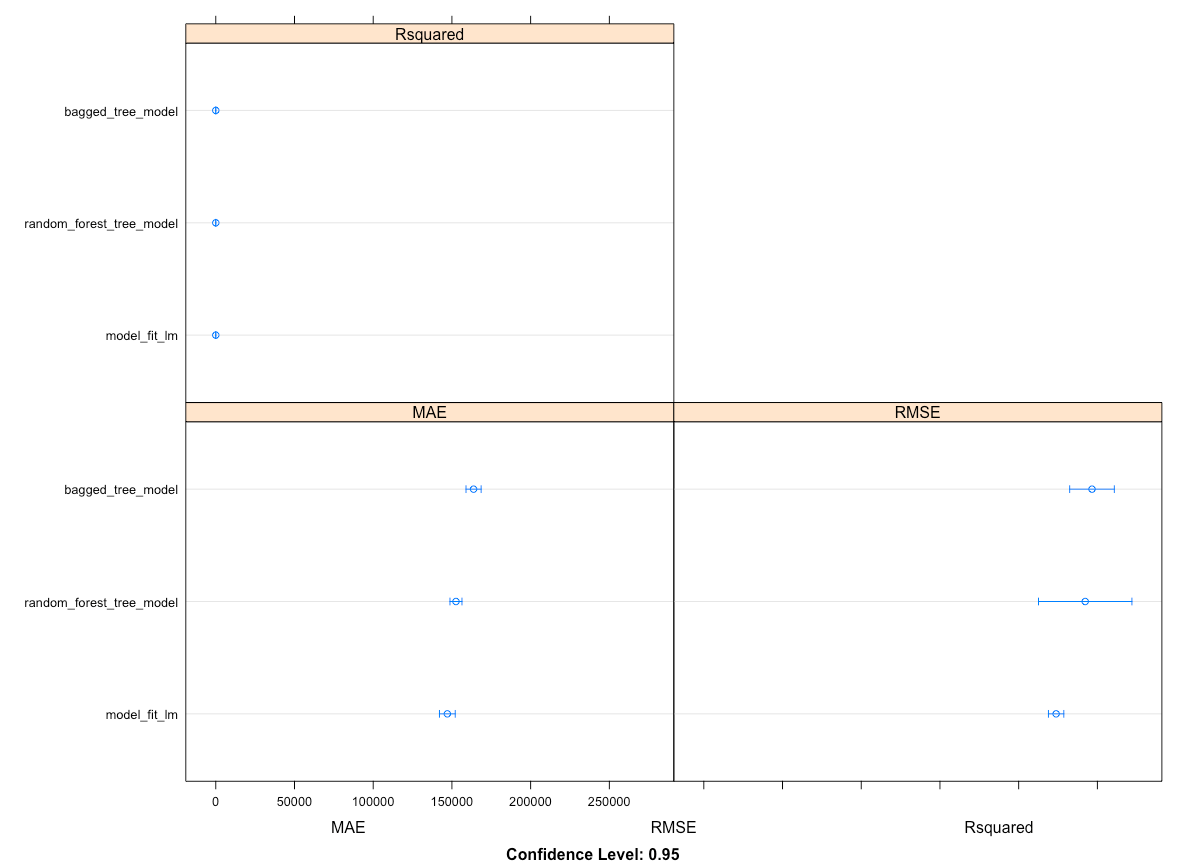 Rsquared
bagged_tree_model
random_forest_tree_model
model_fit_lm
MAE RMSE
bagged_tree_model
random_forest_tree_model
model_fit_lm
0 50000 100000 150000 200000 250000
MAE RMSE Rsquared
Confidence Level: 0.95